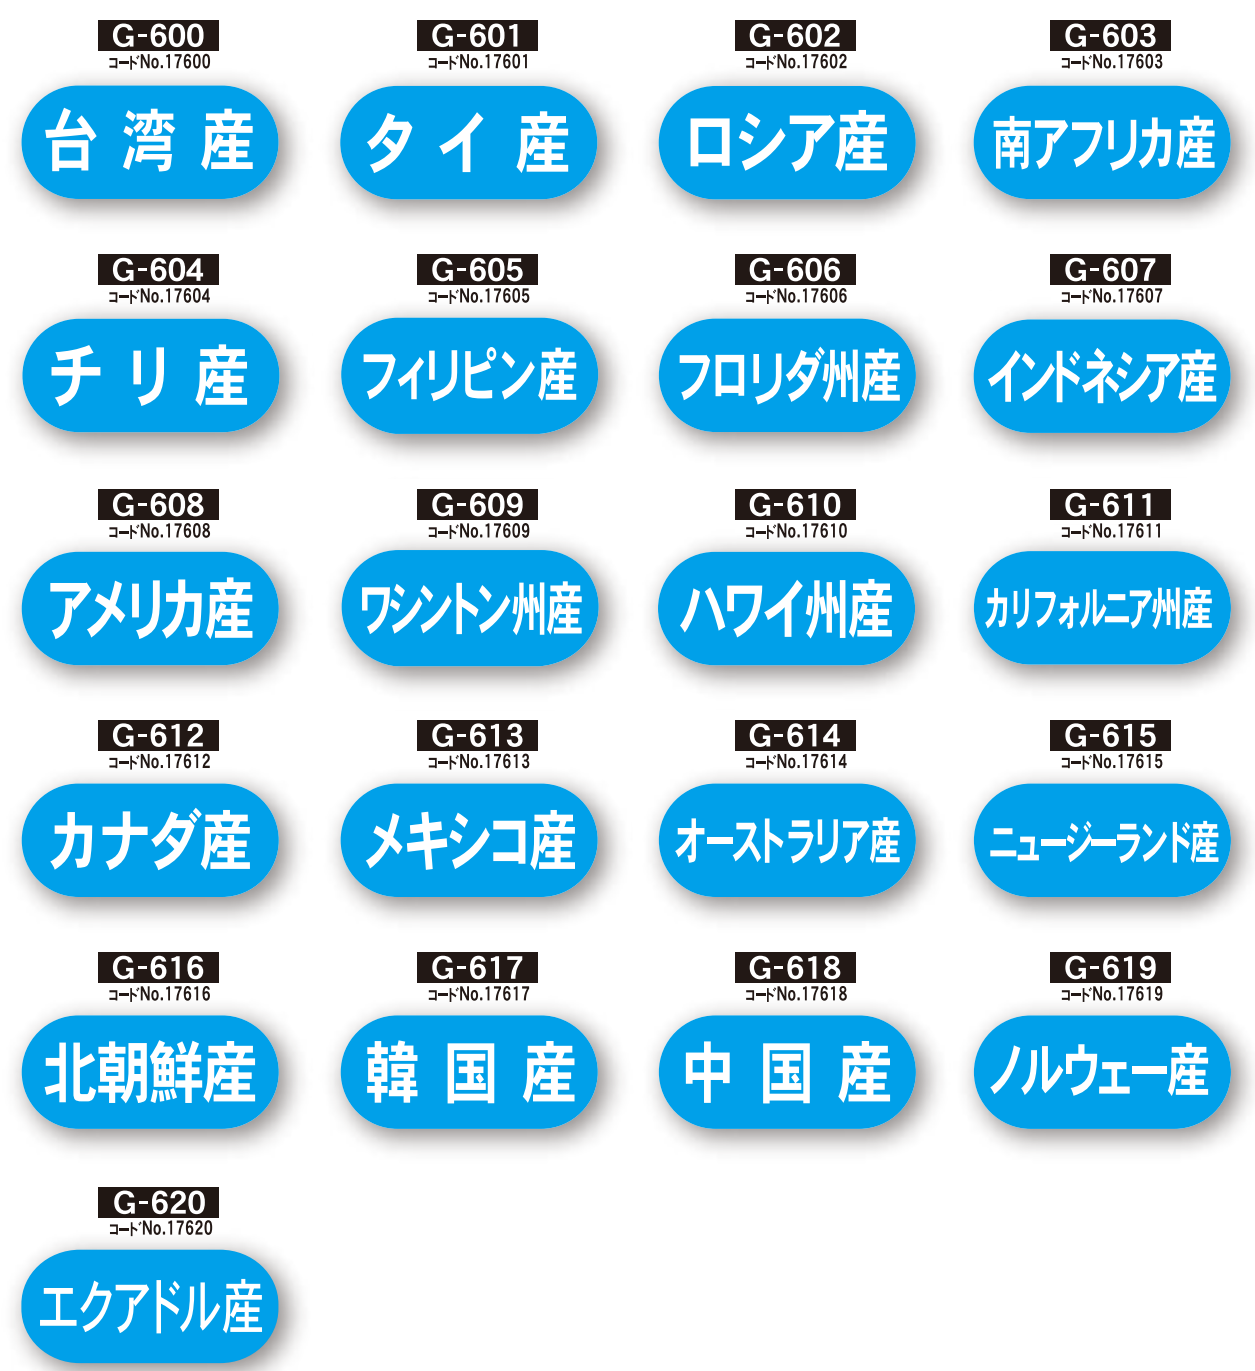 G-600
コードNo.17600
台湾産
G-601
コードNo.17601
タイ産
G-602
コードNo.17602
ロシア産
G-603
コードNo.17603
南アフリカ産
G-604
コードNo.17604
チリ産
G-605
コードNo.17605
フィリピン産
G-606
コードNo.17606
フロリダ州産
G-607
コードNo.17607
インドネシア産
G-608
コードNo.17608
アメリカ産
G-609
コードNo.17609
ワシントン州産
G-610
コードNo.17610
ハワイ州産
G-611
コードNo.17611
カリフォルニア州産
G-612
コードNo.17612
カナダ産
G-613
コードNo.17613
メキシコ産
G-614
コードNo.17614
オーストラリア産
G-615
コードNo.17615
ニュージーランド産
G-616
コードNo.17616
北朝鮮産
G-617
コードNo.17617
韓国産
G-618
コードNo.17618
中国産
G-619
コードNo.17619
ノルウェー産
G-620
コードNo.17620
エクアドル産